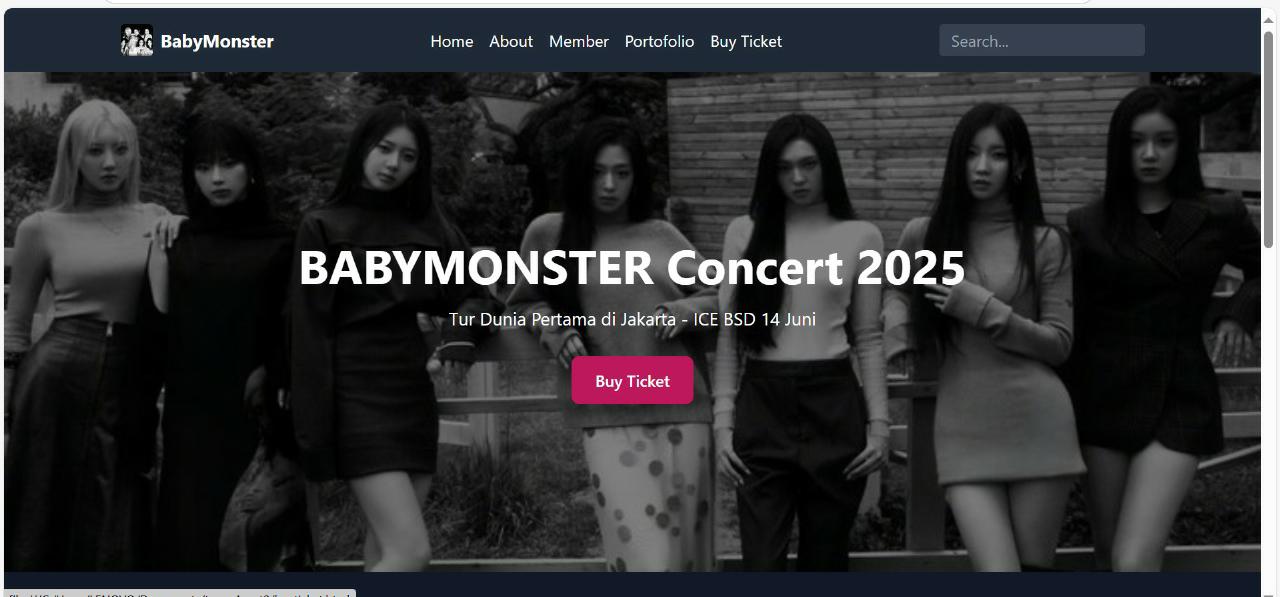 BabyMonster
Home About Member Portofolio Buy Ticket
Search...
BABYMONSTER Concert 2025
Tur Dunia Pertama di Jakarta - ICE BSD 14 Juni
Buy Ticket